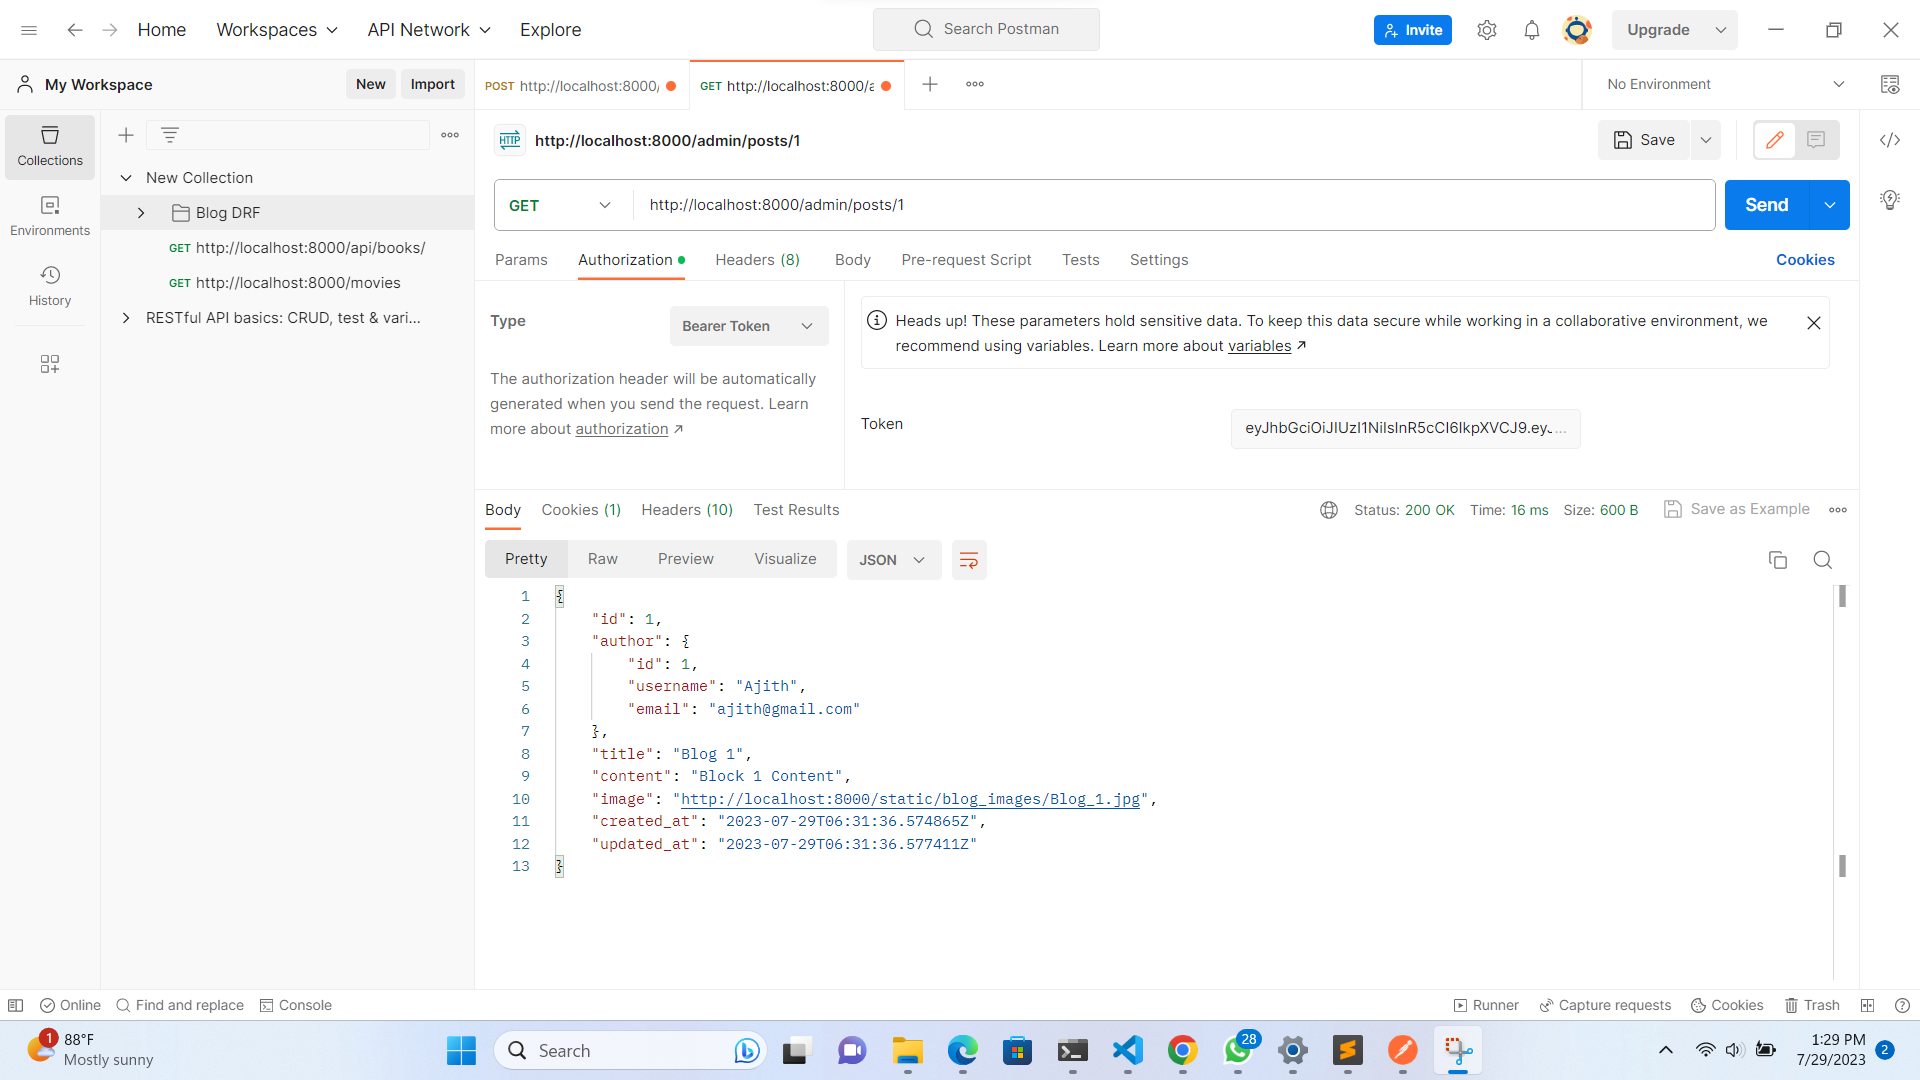 Home
Workspaces
API Network
Explore
Search Postman
Invite
Upgrade
My Workspace
New
Import
POST http://localhost:8000/
GET http://localhost:8000/a
No Environment
Collections
Environments
History
New Collection
Blog DRF
GET http://localhost:8000/api/books/
GET http://localhost:8000/movies
RESTful API basics: CRUD, test & vari...
HTTP http://localhost:8000/admin/posts/1
Save
GET
http://localhost:8000/admin/posts/1
Send
Params
Authorization
Headers (8)
Body
Pre-request Script
Tests
Settings
Cookies
Type
Bearer Token
The authorization header will be automatically
generated when you send the request. Learn
more about authorization ↗
Heads up! These parameters hold sensitive data. To keep this data secure while working in a collaborative environment, we
recommend using variables. Learn more about variables ↗
Token
Body
Cookies (1)
Headers (10)
Test Results
Status: 200 OK
Time: 16 ms
Size: 600 B
Save as Example
Pretty
Raw
Preview
Visualize
JSON
1 {
2 "id": 1,
3 "author": {
4 "id": 1,
5 "username": "Ajith",
6 "email": "ajith@gmail.com"
7 },
8 "title": "Blog 1",
9 "content": "Block 1 Content",
10 "image": "http://localhost:8000/static/blog_images/Blog_1.jpg",
11 "created_at": "2023-07-29T06:31:36.574865Z",
12 "updated_at": "2023-07-29T06:31:36.577411Z"
13 }
Online
Find and replace
Console
Runner
Capture requests
Cookies
Trash
1
88°F
Mostly sunny
Search
28
1:29 PM
7/29/2023
2